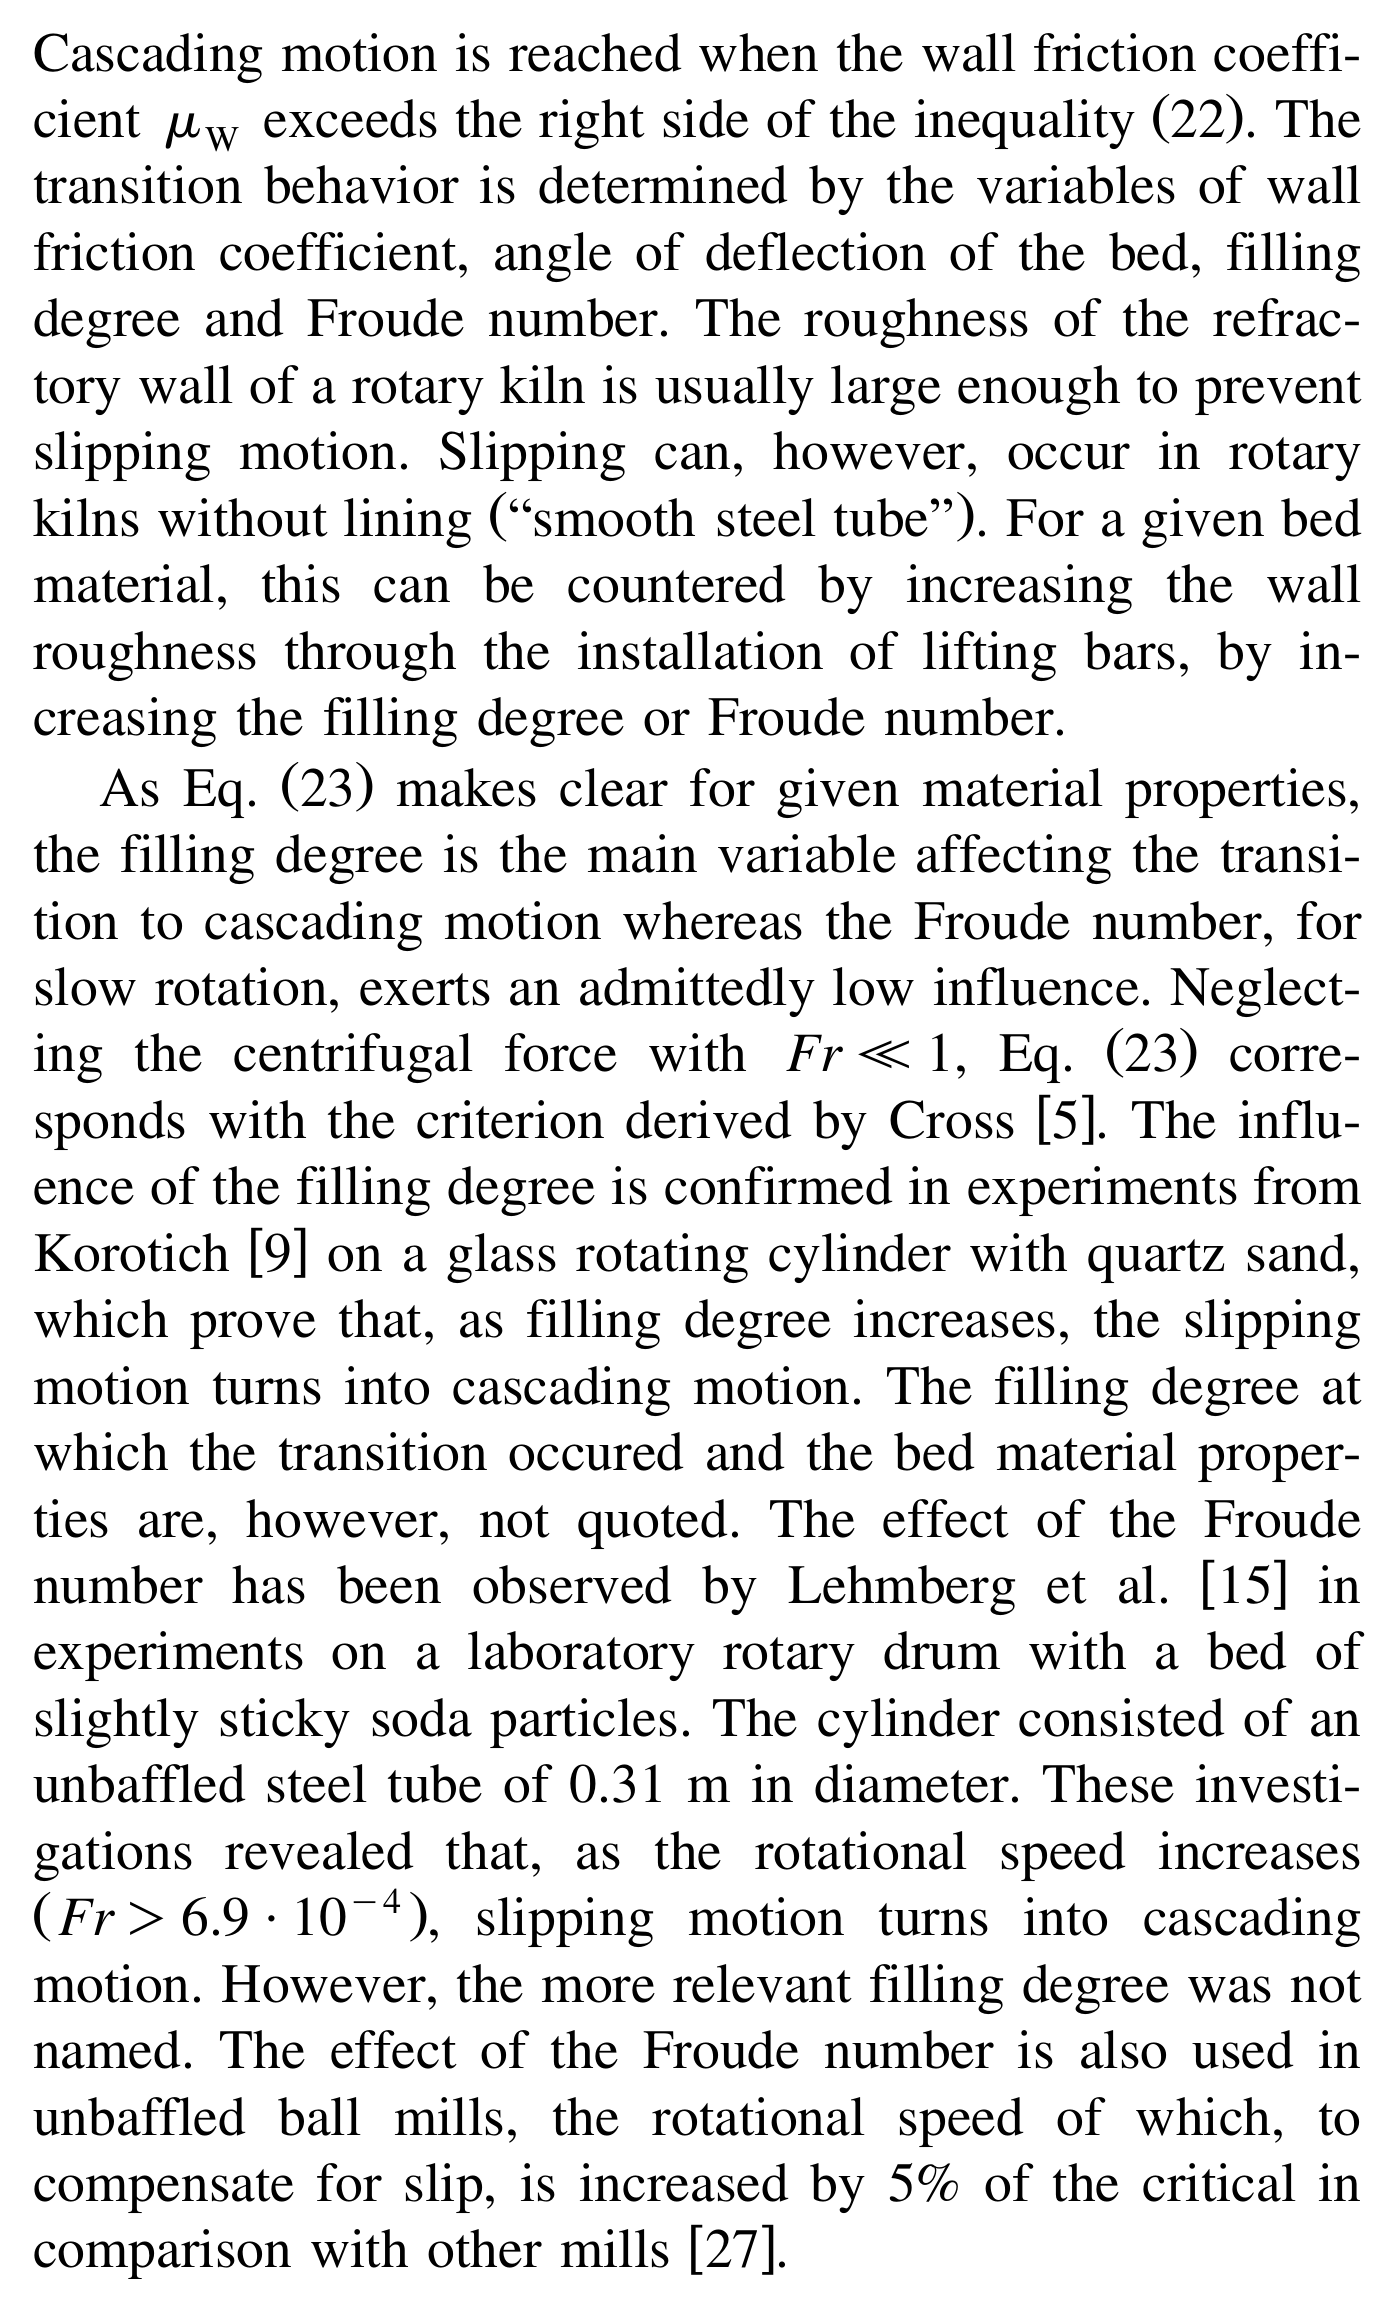 Cascading motion is reached when the wall friction coeffi-
cient μ_W exceeds the right side of the inequality (22). The
transition behavior is determined by the variables of wall
friction coefficient, angle of deflection of the bed, filling
degree and Froude number. The roughness of the refrac-
tory wall of a rotary kiln is usually large enough to prevent
slipping motion. Slipping can, however, occur in rotary
kilns without lining (“smooth steel tube”). For a given bed
material, this can be countered by increasing the wall
roughness through the installation of lifting bars, by in-
creasing the filling degree or Froude number.
As Eq. (23) makes clear for given material properties,
the filling degree is the main variable affecting the transi-
tion to cascading motion whereas the Froude number, for
slow rotation, exerts an admittedly low influence. Neglect-
ing the centrifugal force with Fr ≪ 1, Eq. (23) corre-
sponds with the criterion derived by Cross [5]. The influ-
ence of the filling degree is confirmed in experiments from
Korotich [9] on a glass rotating cylinder with quartz sand,
which prove that, as filling degree increases, the slipping
motion turns into cascading motion. The filling degree at
which the transition occured and the bed material proper-
ties are, however, not quoted. The effect of the Froude
number has been observed by Lehmberg et al. [15] in
experiments on a laboratory rotary drum with a bed of
slightly sticky soda particles. The cylinder consisted of an
unbaffled steel tube of 0.31 m in diameter. These investi-
gations revealed that, as the rotational speed increases
(Fr > 6.9 · 10⁻⁴), slipping motion turns into cascading
motion. However, the more relevant filling degree was not
named. The effect of the Froude number is also used in
unbaffled ball mills, the rotational speed of which, to
compensate for slip, is increased by 5% of the critical in
comparison with other mills [27].